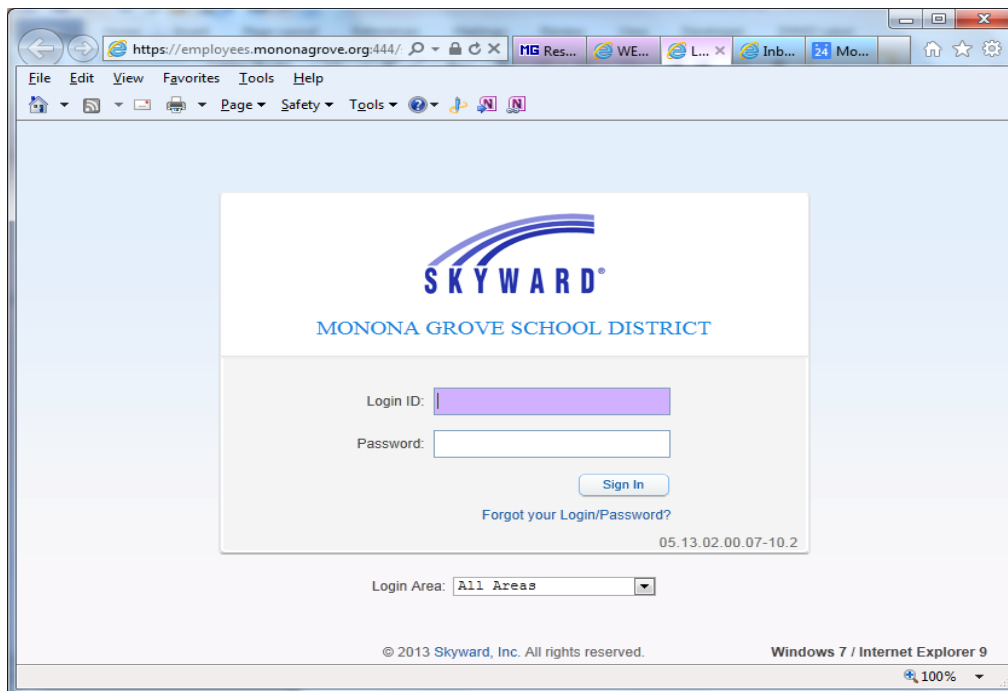 https://employees.mononagrove.org:444/
MG Res...
WE...
L...
Inb...
24 Mo...
File Edit View Favorites Tools Help
Page Safety Tools
SKYWARD®
MONONA GROVE SCHOOL DISTRICT
Login ID:
Password:
Sign In
Forgot your Login/Password?
05.13.02.00.07-10.2
Login Area: All Areas
© 2013 Skyward, Inc. All rights reserved.
Windows 7 / Internet Explorer 9
100%